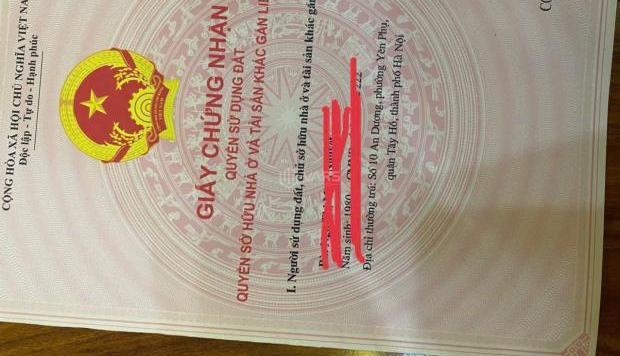 CỘNG HÒA XÃ HỘI CHỦ NGHĨA VIỆT NA
Độc lập - Tự do - Hạnh phúc
GIẤY CHỨNG NHẬN
QUYỀN SỬ DỤNG ĐẤT
QUYỀN SỞ HỮU NHÀ Ở VÀ TÀI SẢN KHÁC GẮN LIỀ
I. Người sử dụng đất, chủ sở hữu nhà ở và tài sản khác gắn
Năm sinh: 1980
Địa chỉ thường trú: Số 10 An Dương, phường Yên Phụ,
quận Tây Hồ, thành phố Hà Nội